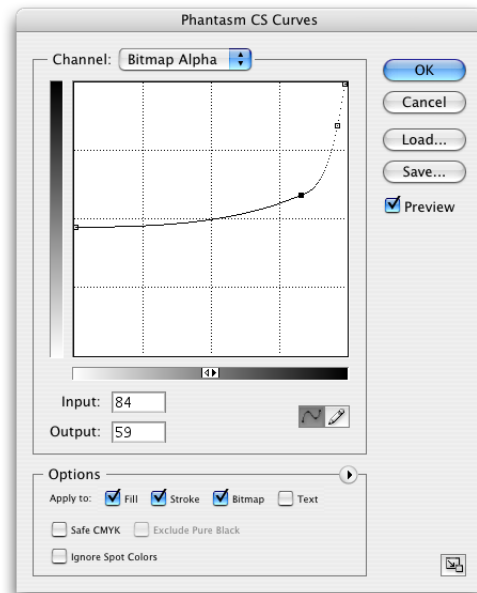 Phantasm CS Curves
Channel: Bitmap Alpha
OK
Cancel
Load...
Save...
Preview
Input: 84
Output: 59
Options
Apply to: Fill Stroke Bitmap Text
Safe CMYK Exclude Pure Black
Ignore Spot Colors